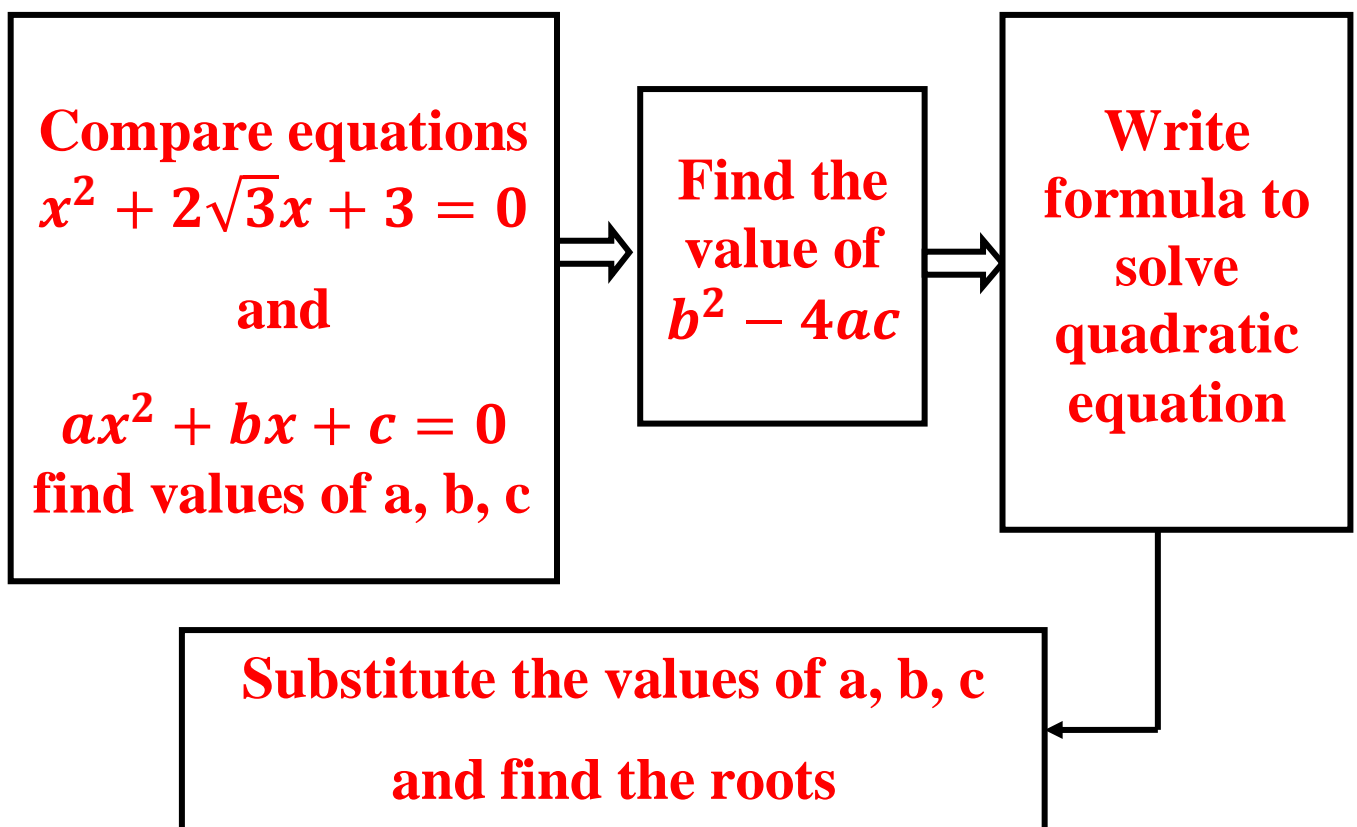 Compare equations
x² + 2√3x + 3 = 0
and
ax² + bx + c = 0
find values of a, b, c
Find the
value of
b² − 4ac
Write
formula to
solve
quadratic
equation
Substitute the values of a, b, c
and find the roots